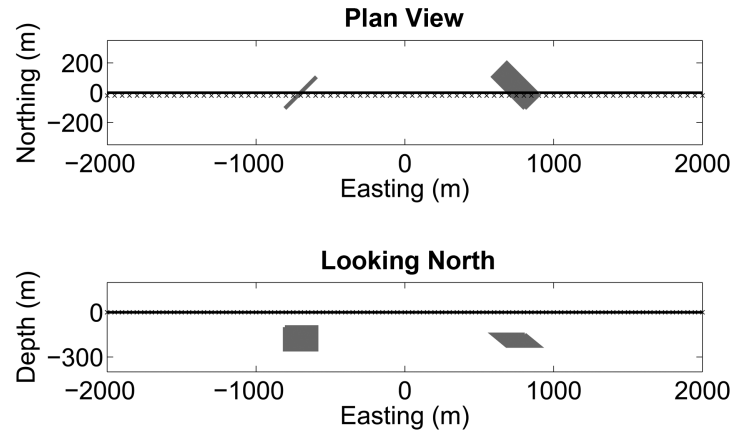 Plan View
Northing (m)
200
0
−200
−2000
−1000
0
1000
2000
Easting (m)
Looking North
Depth (m)
0
−300
−2000
−1000
0
1000
2000
Easting (m)